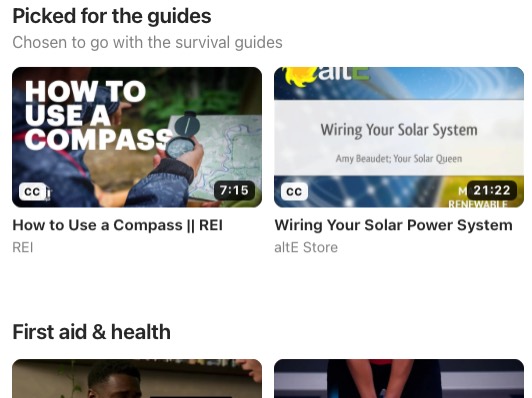 Picked for the guides
Chosen to go with the survival guides
HOW TO
USE A
COMPASS
CC
7:15
altE
Wiring Your Solar System
Amy Beaudet; Your Solar Queen
CC
21:22
RENEWABLE
How to Use a Compass || REI
REI
Wiring Your Solar Power System
altE Store
First aid & health